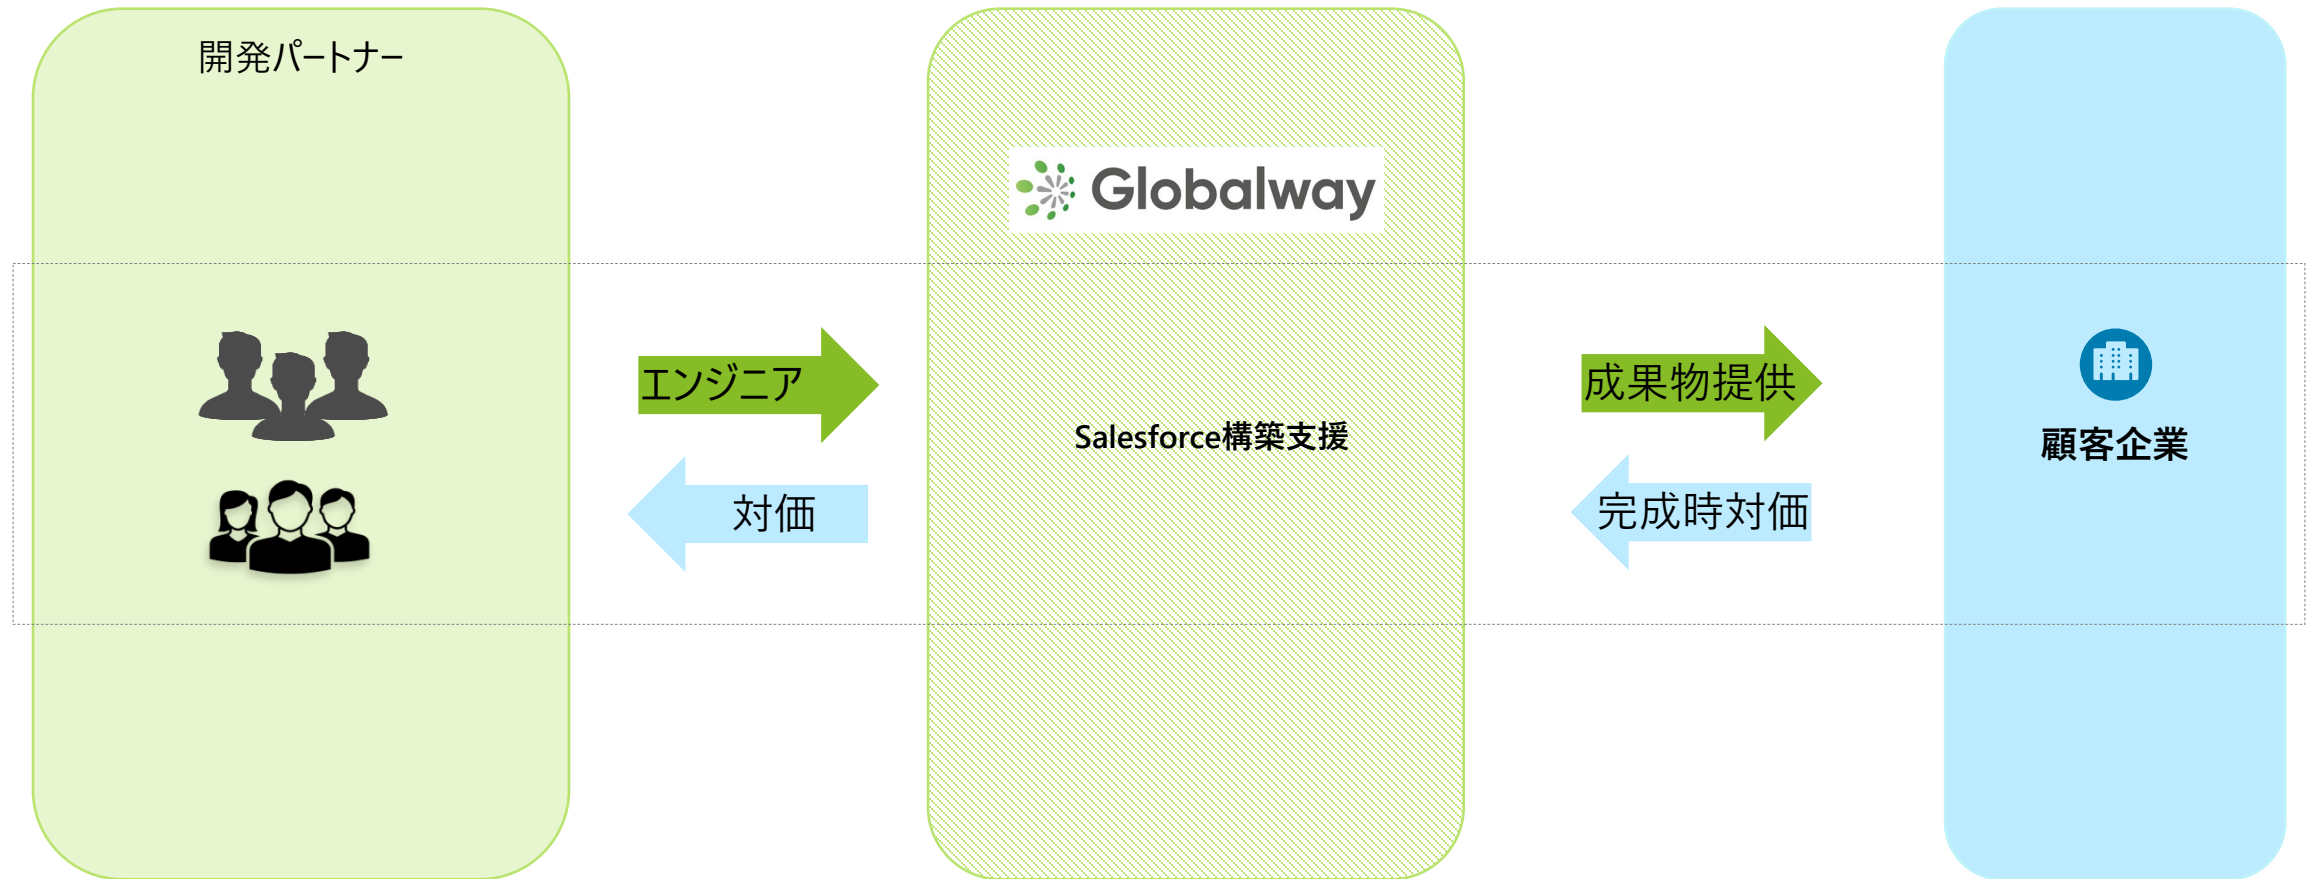 開発パートナー
Globalway
エンジニア
成果物提供
Salesforce構築支援
顧客企業
対価
完成時対価